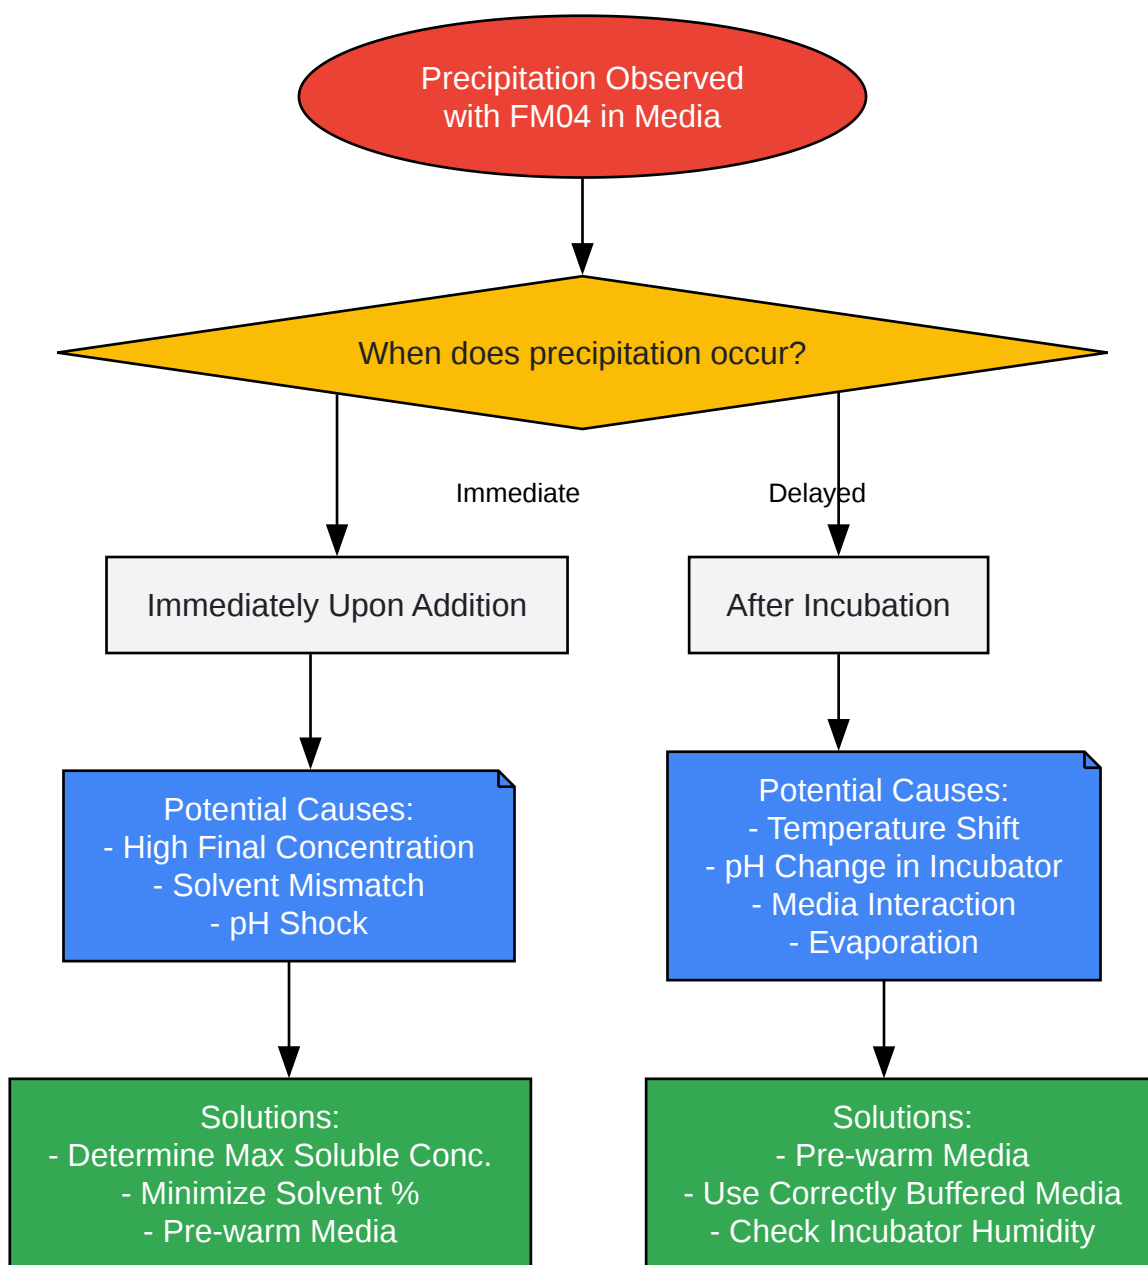 Precipitation Observed
with FM04 in Media
When does precipitation occur?
Immediate
Delayed
Immediately Upon Addition
After Incubation
Potential Causes:
- High Final Concentration
- Solvent Mismatch
- pH Shock
Potential Causes:
- Temperature Shift
- pH Change in Incubator
- Media Interaction
- Evaporation
Solutions:
- Determine Max Soluble Conc.
- Minimize Solvent %
- Pre-warm Media
Solutions:
- Pre-warm Media
- Use Correctly Buffered Media
- Check Incubator Humidity